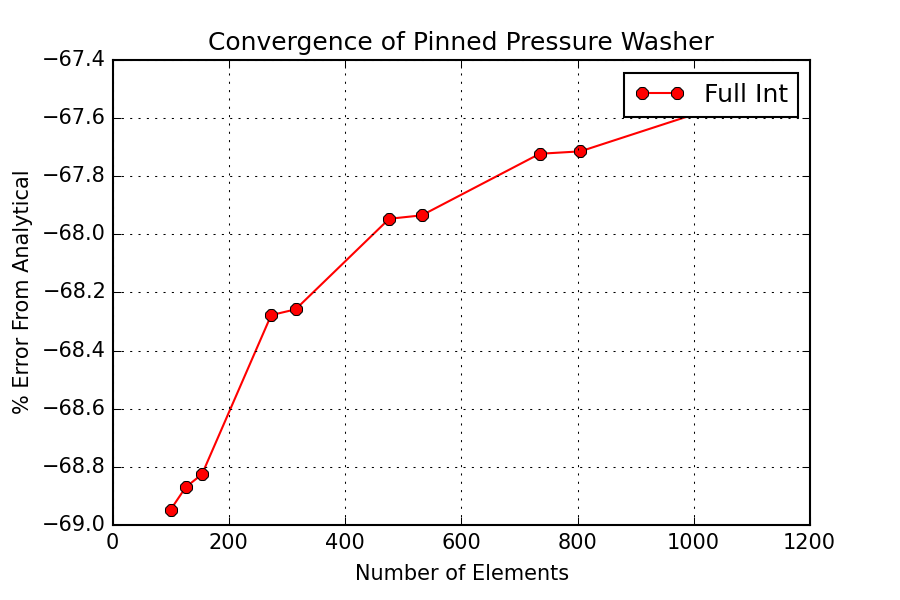 Convergence of Pinned Pressure Washer
Full Int
% Error From Analytical
−67.4
−67.6
−67.8
−68.0
−68.2
−68.4
−68.6
−68.8
−69.0
0 200 400 600 800 1000 1200
Number of Elements